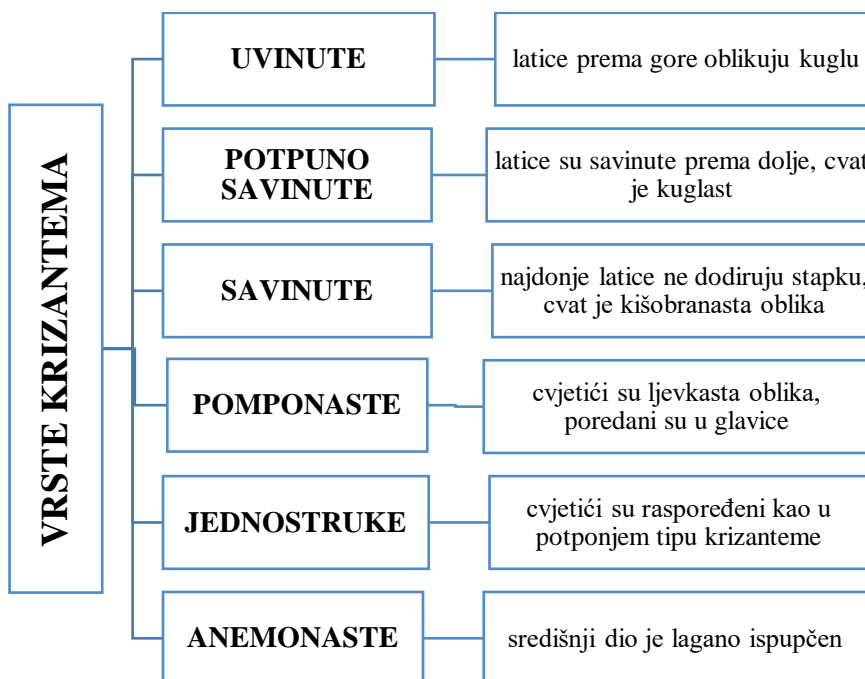 VRSTE KRIZANTEMA
UVINUTE
latice prema gore oblikuju kuglu
POTPUNO
SAVINUTE
latice su savinute prema dolje, cvat
je kuglast
SAVINUTE
najdonje latice ne dodiruju stapku,
cvat je kišobranasta oblika
POMPONASTE
cvjetići su ljevkasta oblika,
poredani su u glavice
JEDNOSTRUKE
cvjetići su raspoređeni kao u
potponjem tipu krizanteme
ANEMONASTE
središnji dio je lagano ispupčen